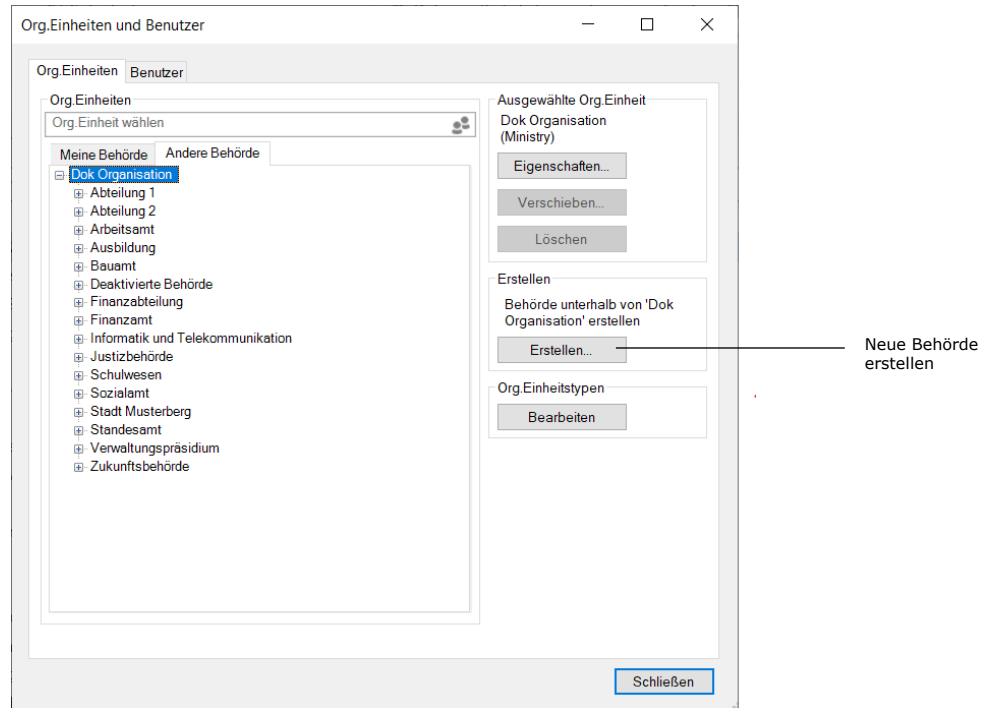 Org.Einheiten und Benutzer
Org.Einheiten
Benutzer
Org.Einheiten
Org.Einheit wählen
Meine Behörde
Andere Behörde
Dok Organisation
Abteilung 1
Abteilung 2
Arbeitsamt
Ausbildung
Bauamt
Deaktivierte Behörde
Finanzabteilung
Finanzamt
Informatik und Telekommunikation
Justizbehörde
Schulwesen
Sozialamt
Stadt Musterberg
Standesamt
Verwaltungspräsidium
Zukunftsbehörde
Ausgewählte Org.Einheit
Dok Organisation
(Ministry)
Eigenschaften...
Verschieben...
Löschen
Erstellen
Behörde unterhalb von 'Dok
Organisation' erstellen
Erstellen...
Org.Einheitstypen
Bearbeiten
Schließen
Neue Behörde
erstellen